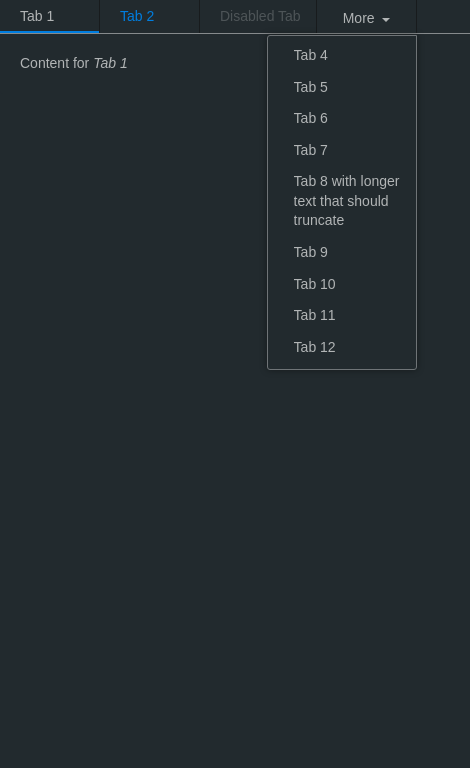 Tab 1
Tab 2
Disabled Tab
More
Content for Tab 1
Tab 4
Tab 5
Tab 6
Tab 7
Tab 8 with longer
text that should
truncate
Tab 9
Tab 10
Tab 11
Tab 12